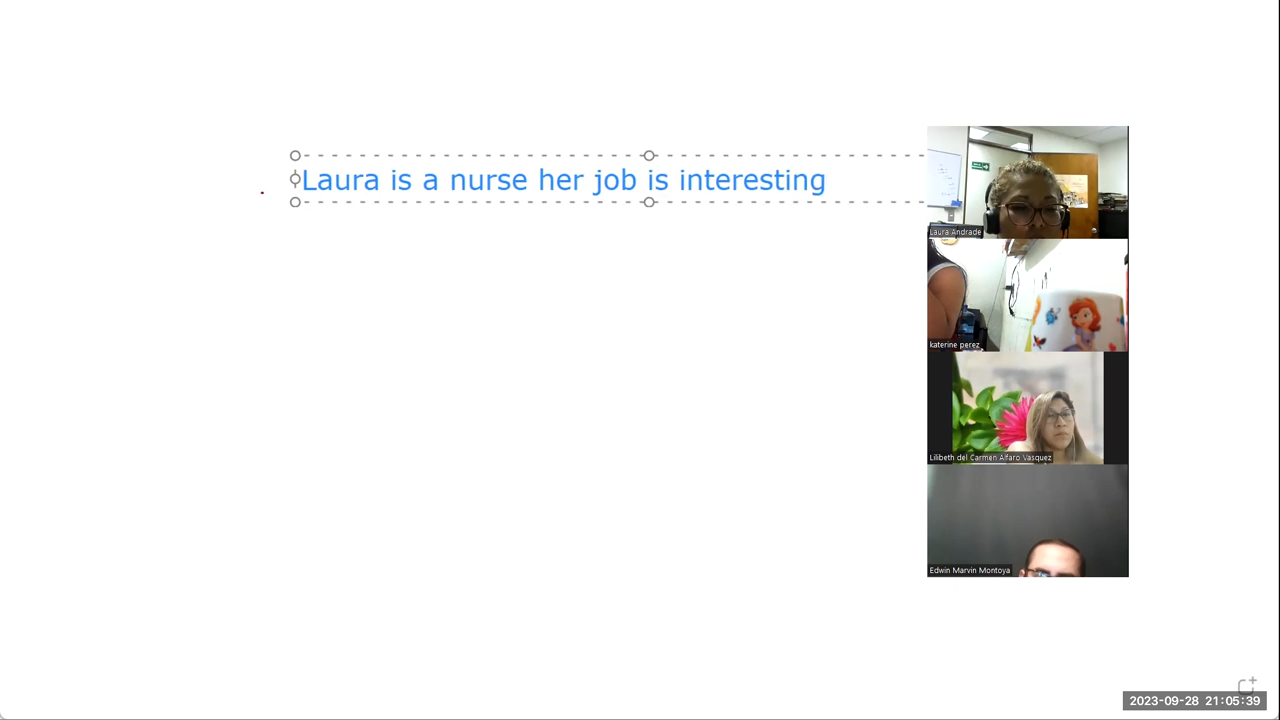 Laura is a nurse her job is interesting
Laura Andrade
katerine perez
Lilibeth del Carmen Alfaro Vasquez
Edwin Marvin Montoya
2023-09-28 21:05:39